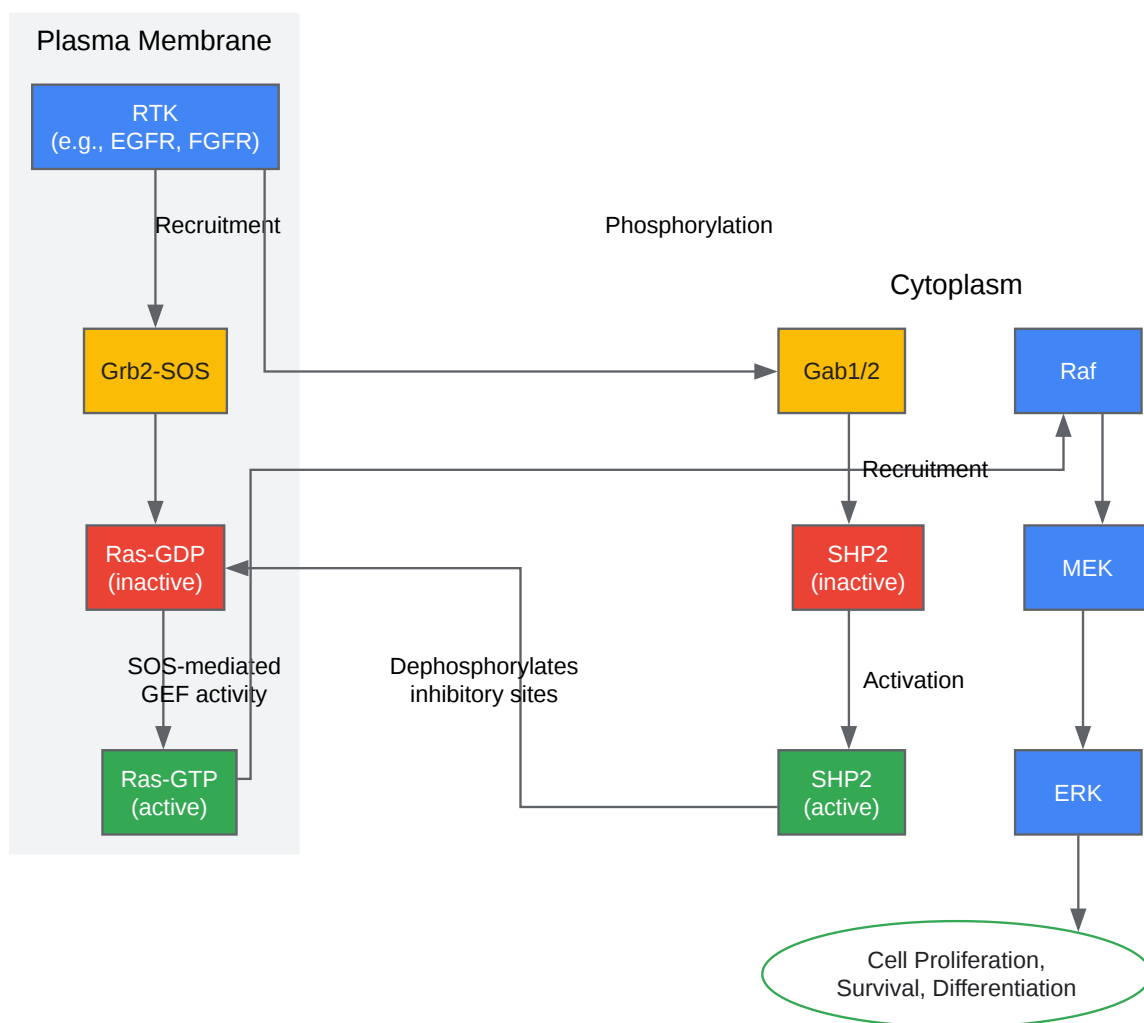 Plasma Membrane
RTK
(e.g., EGFR, FGFR)
Recruitment
Phosphorylation
Cytoplasm
Grb2-SOS
Gab1/2
Raf
Recruitment
Ras-GDP
(inactive)
SHP2
(inactive)
MEK
SOS-mediated
GEF activity
Dephosphorylates
inhibitory sites
Activation
Ras-GTP
(active)
SHP2
(active)
ERK
Cell Proliferation,
Survival, Differentiation